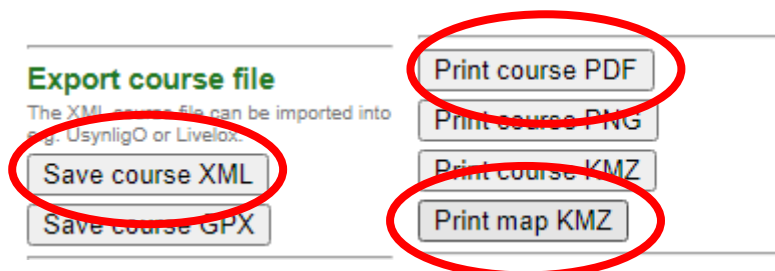 Export course file
The XML course file can be imported into
e.g. UsynligO or Livelox.
Save course XML
Save course GPX
Print course PDF
Print course PNG
Print course KMZ
Print map KMZ